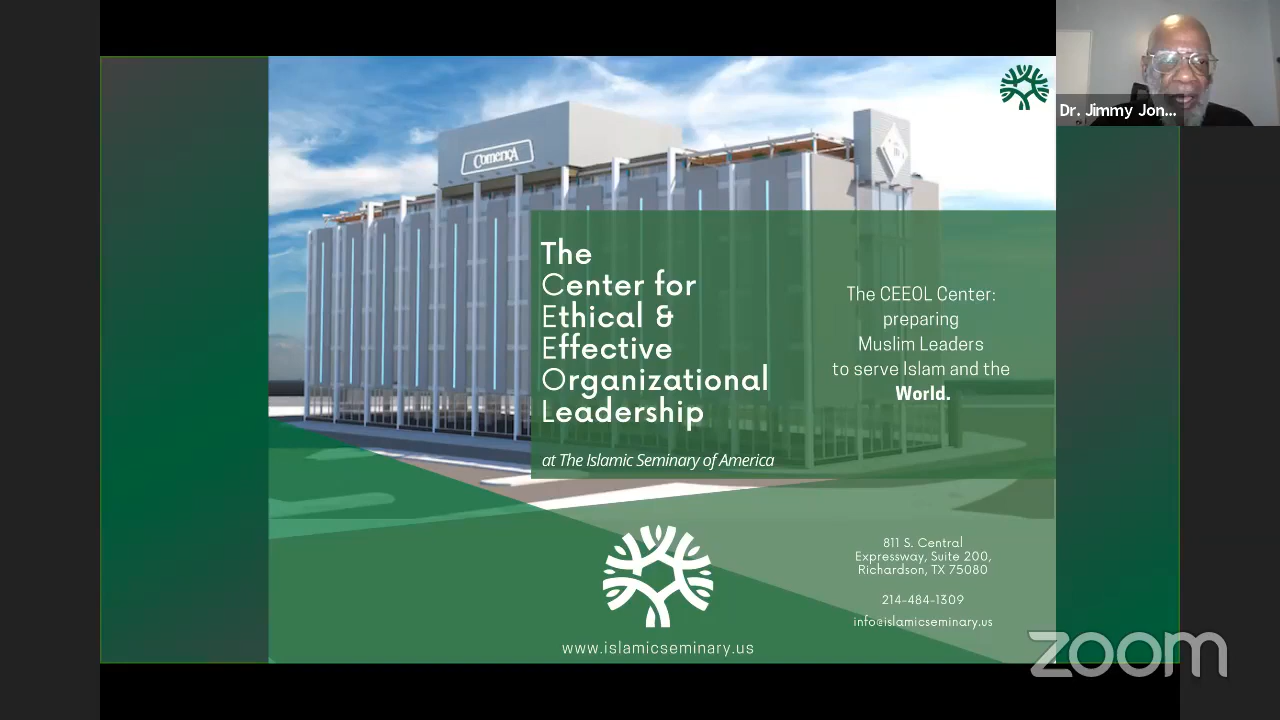 Comerica
Dr. Jimmy Jon...
The
Center for
Ethical &
Effective
Organizational
Leadership
at The Islamic Seminary of America
The CEEOL Center:
preparing
Muslim Leaders
to serve Islam and the
World.
811 S. Central
Expressway, Suite 200,
Richardson, TX 75080
214-484-1309
info@islamicseminary.us
www.islamicseminary.us
zoom